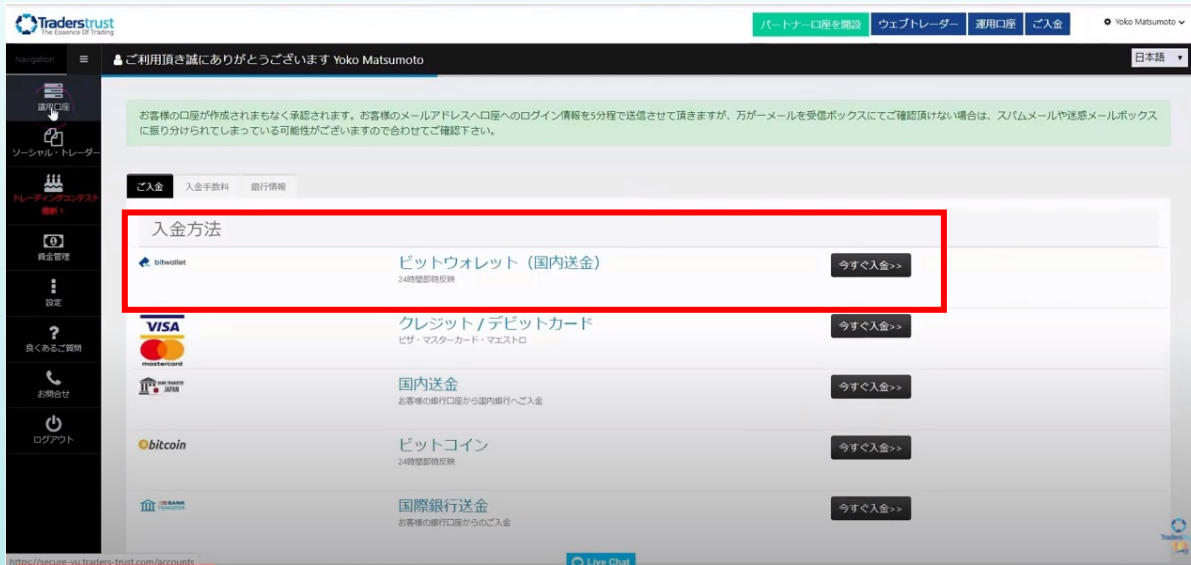 Traderstrust
The Essence Of Trading
パートナー口座を開設
ウェブトレーダー
運用口座
ご入金
Yoko Matsumoto
Navigation
ご利用頂き誠にありがとうございます Yoko Matsumoto
日本語
運用口座
ソーシャル・トレーダー
トレーディングコンテスト
最新！
資金管理
設定
良くあるご質問
お問合せ
ログアウト
お客様の口座が作成されまもなく承認されます。お客様のメールアドレスへ口座へのログイン情報を5分程で送信させて頂きますが、万が一メールを受信ボックスにてご確認頂けない場合は、スパムメールや迷惑メールボックス
に振り分けられてしまっている可能性がございますので合わせてご確認下さい。
ご入金
入金手数料
銀行情報
入金方法
bitwallet
ビットウォレット（国内送金）
24時間即時反映
今すぐ入金>>
VISA
mastercard
クレジット / デビットカード
ビザ・マスターカード・マエストロ
今すぐ入金>>
BANK TRANSFER
JAPAN
国内送金
お客様の銀行口座から国内銀行へご入金
今すぐ入金>>
bitcoin
ビットコイン
24時間即時反映
今すぐ入金>>
BANK
TRANSFER
国際銀行送金
お客様の銀行口座からのご入金
今すぐ入金>>
https://secure-vu.traders-trust.com/accounts
Live Chat